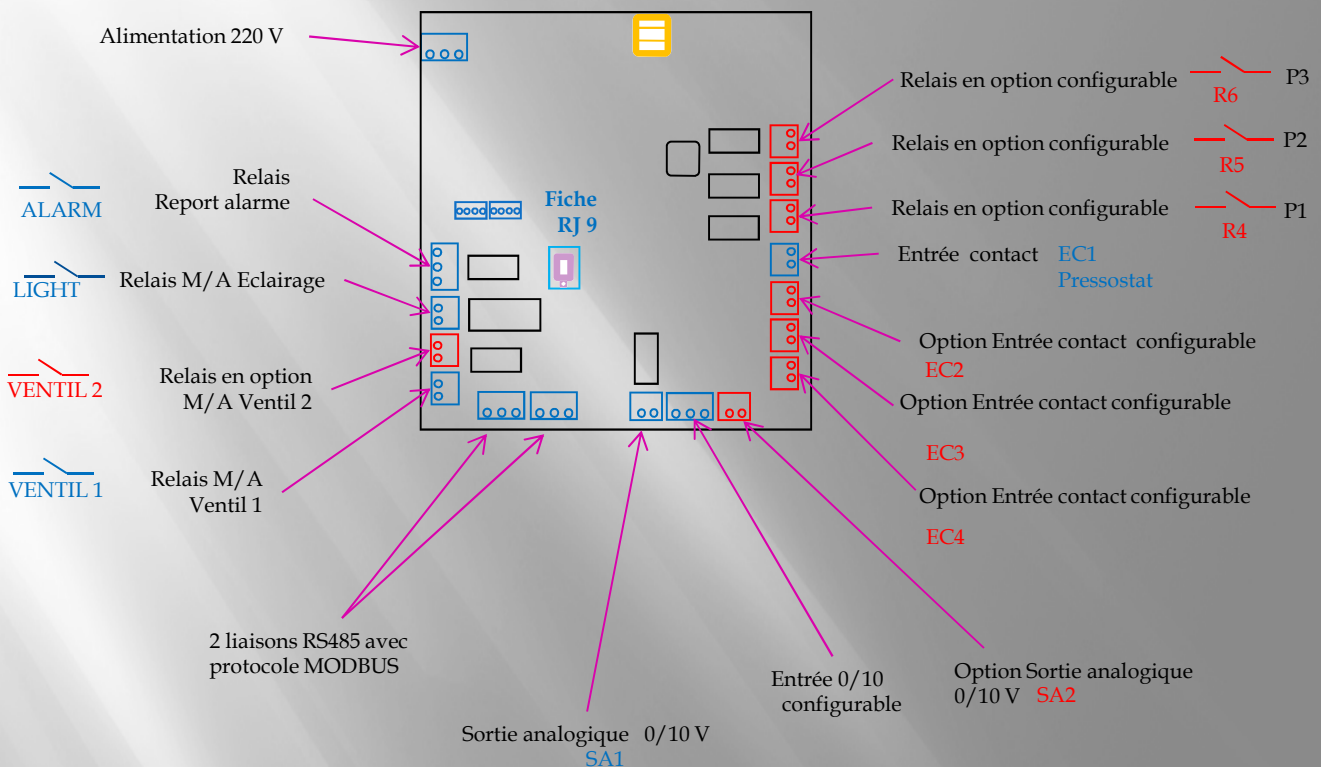 Alimentation 220 V
ALARM
Relais
Report alarme
LIGHT
Relais M/A Eclairage
VENTIL 2
Relais en option
M/A Ventil 2
VENTIL 1
Relais M/A
Ventil 1
Fiche
RJ 9
2 liaisons RS485 avec
protocole MODBUS
Sortie analogique 0/10 V
SA1
Entrée 0/10
configurable
Option Sortie analogique
0/10 V SA2
Relais en option configurable
R6
P3
Relais en option configurable
R5
P2
Relais en option configurable
R4
P1
Entrée contact EC1
Pressostat
Option Entrée contact configurable
EC2
Option Entrée contact configurable
EC3
Option Entrée contact configurable
EC4